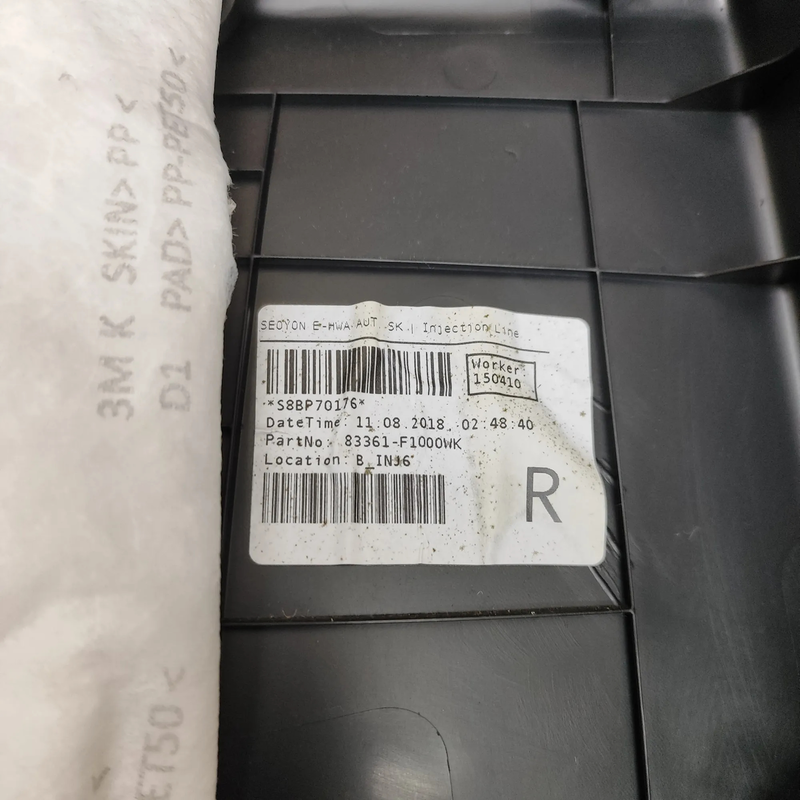 3M K SKIN> PP <
D1 PAD> PP-PET50 <
ET50 <
SEOYON E-HWA AUT. SK | Injection Line
Worker
150410
*S8BP70176*
DateTime: 11.08.2018 02:48:40
PartNo: 83361-F1000WK
Location: B_INJ6
R